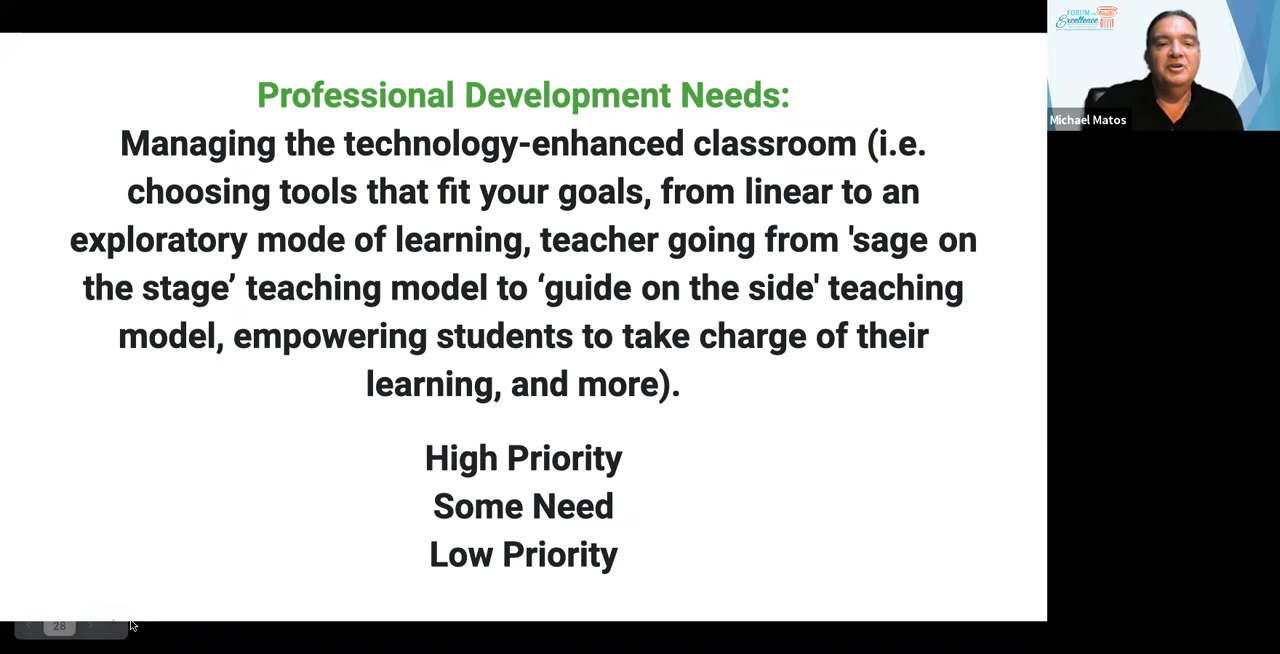 Professional Development Needs:
Managing the technology-enhanced classroom (i.e.
choosing tools that fit your goals, from linear to an
exploratory mode of learning, teacher going from 'sage on
the stage’ teaching model to ‘guide on the side' teaching
model, empowering students to take charge of their
learning, and more).
High Priority
Some Need
Low Priority
28
FORUM
Excellence
Michael Matos